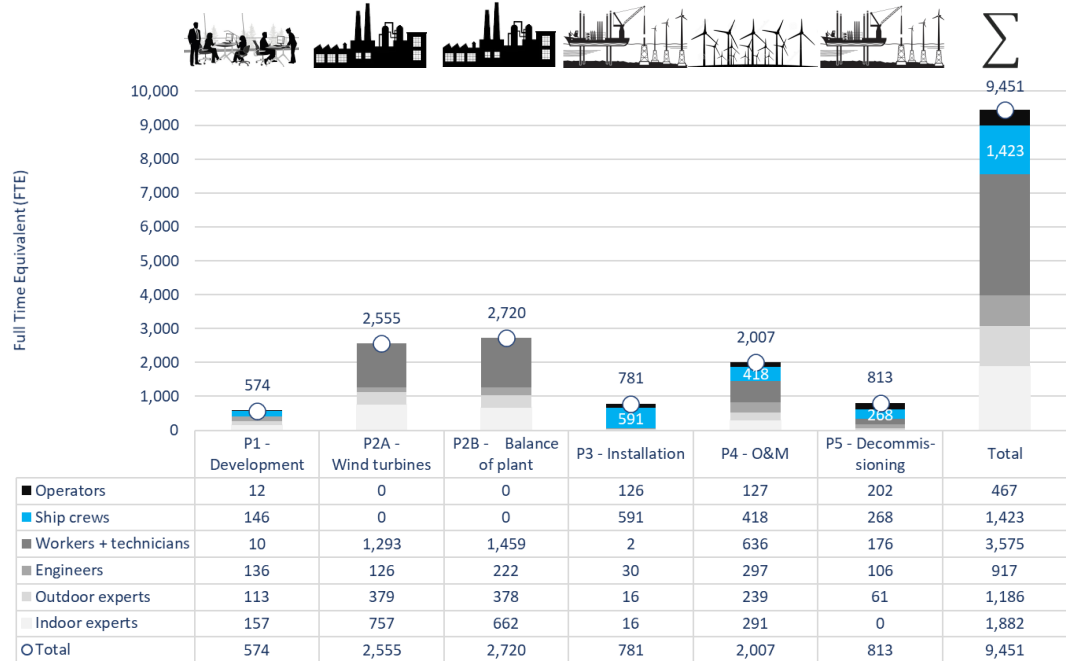 ∑
9,451
10,000
9,000
8,000
7,000
6,000
5,000
4,000
3,000
2,000
1,000
0
Full Time Equivalent (FTE)
574
2,555
2,720
781
591
2,007
418
813
268
1,423
P1 -
Development
P2A -
Wind turbines
P2B - Balance
of plant
P3 - Installation
P4 - O&M
P5 - Decommis-
sioning
Total
Operators 12 0 0 126 127 202 467
Ship crews 146 0 0 591 418 268 1,423
Workers + technicians 10 1,293 1,459 2 636 176 3,575
Engineers 136 126 222 30 297 106 917
Outdoor experts 113 379 378 16 239 61 1,186
Indoor experts 157 757 662 16 291 0 1,882
Total 574 2,555 2,720 781 2,007 813 9,451